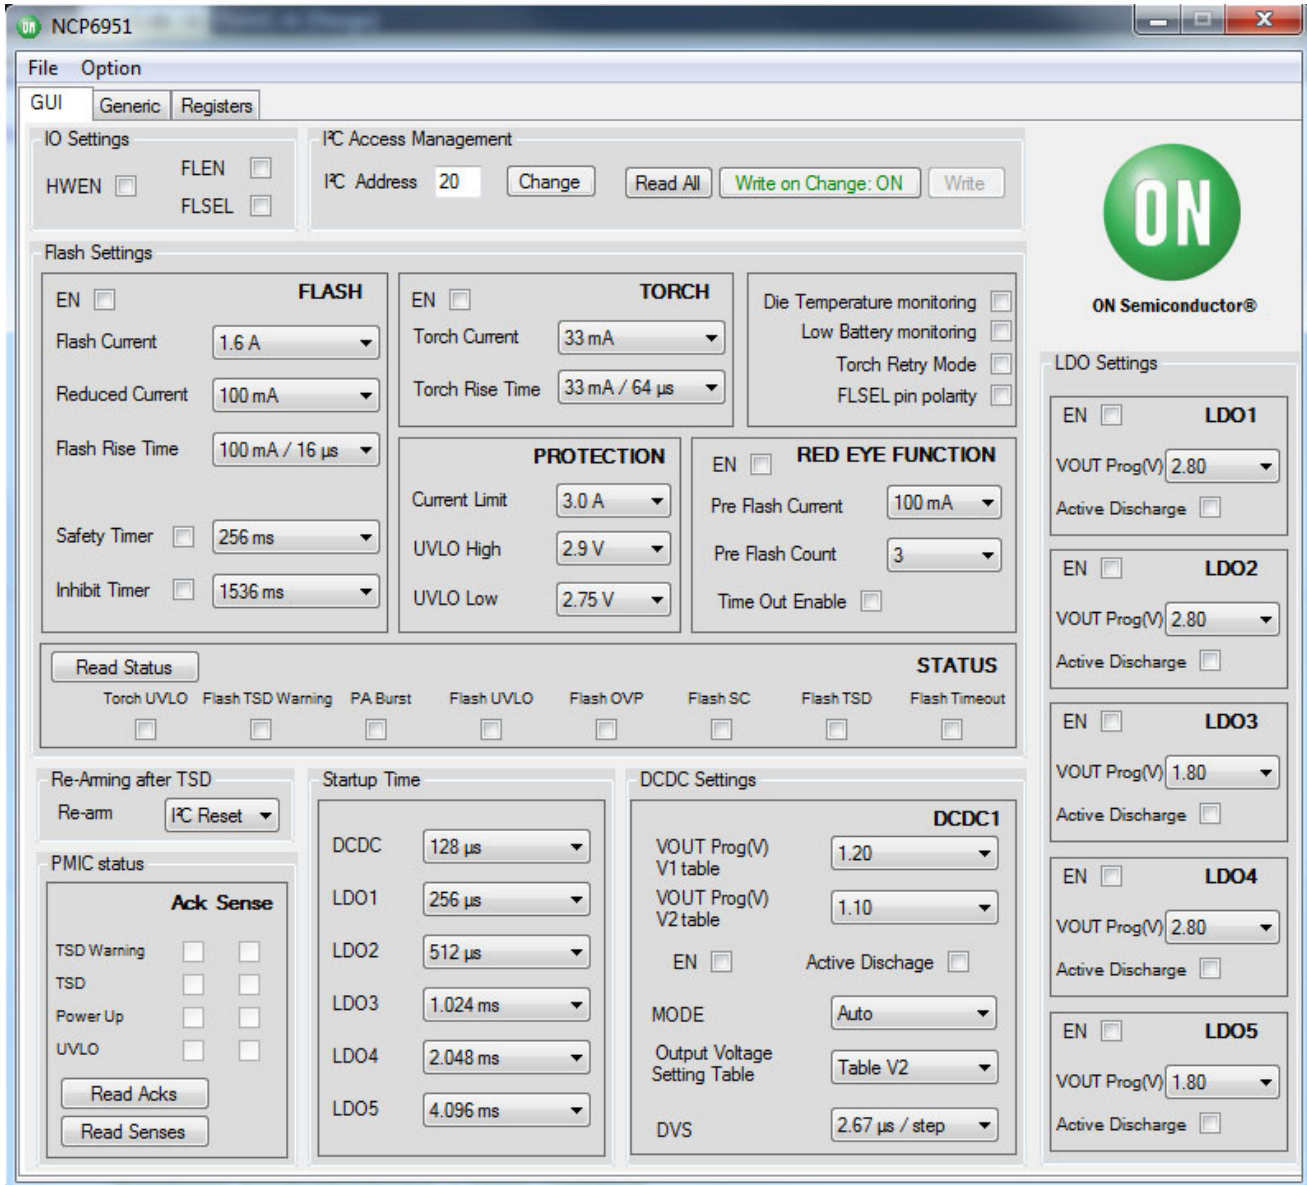 NCP6951
File Option
GUI Generic Registers
IO Settings
HWEN
FLEN
FLSEL
I²C Access Management
I²C Address 20 Change Read All Write on Change: ON Write
ON
ON Semiconductor®
Flash Settings
EN FLASH
Flash Current 1.6 A
Reduced Current 100 mA
Flash Rise Time 100 mA / 16 µs
Safety Timer 256 ms
Inhibit Timer 1536 ms
EN TORCH
Torch Current 33 mA
Torch Rise Time 33 mA / 64 µs
Die Temperature monitoring
Low Battery monitoring
Torch Retry Mode
FLSEL pin polarity
PROTECTION
Current Limit 3.0 A
UVLO High 2.9 V
UVLO Low 2.75 V
EN RED EYE FUNCTION
Pre Flash Current 100 mA
Pre Flash Count 3
Time Out Enable
Read Status STATUS
Torch UVLO Flash TSD Warning PA Burst Flash UVLO Flash OVP Flash SC Flash TSD Flash Timeout
Re-Arming after TSD
Re-arm I²C Reset
PMIC status
Ack Sense
TSD Warning
TSD
Power Up
UVLO
Read Acks
Read Senses
Startup Time
DCDC 128 µs
LDO1 256 µs
LDO2 512 µs
LDO3 1.024 ms
LDO4 2.048 ms
LDO5 4.096 ms
DCDC Settings
DCDC1
VOUT Prog(V)
V1 table
1.20
VOUT Prog(V)
V2 table
1.10
EN Active Dischage
MODE Auto
Output Voltage
Setting Table
Table V2
DVS 2.67 µs / step
LDO Settings
EN LDO1
VOUT Prog(V) 2.80
Active Discharge
EN LDO2
VOUT Prog(V) 2.80
Active Discharge
EN LDO3
VOUT Prog(V) 1.80
Active Discharge
EN LDO4
VOUT Prog(V) 2.80
Active Discharge
EN LDO5
VOUT Prog(V) 1.80
Active Discharge